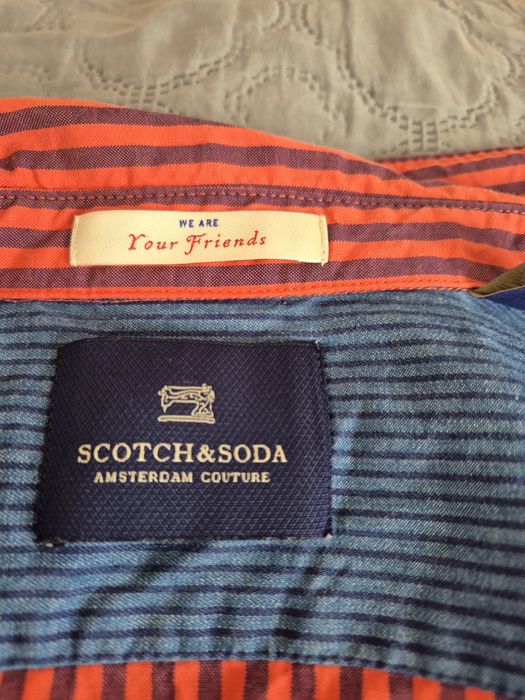 WE ARE
Your Friends
SCOTCH&SODA
AMSTERDAM COUTURE